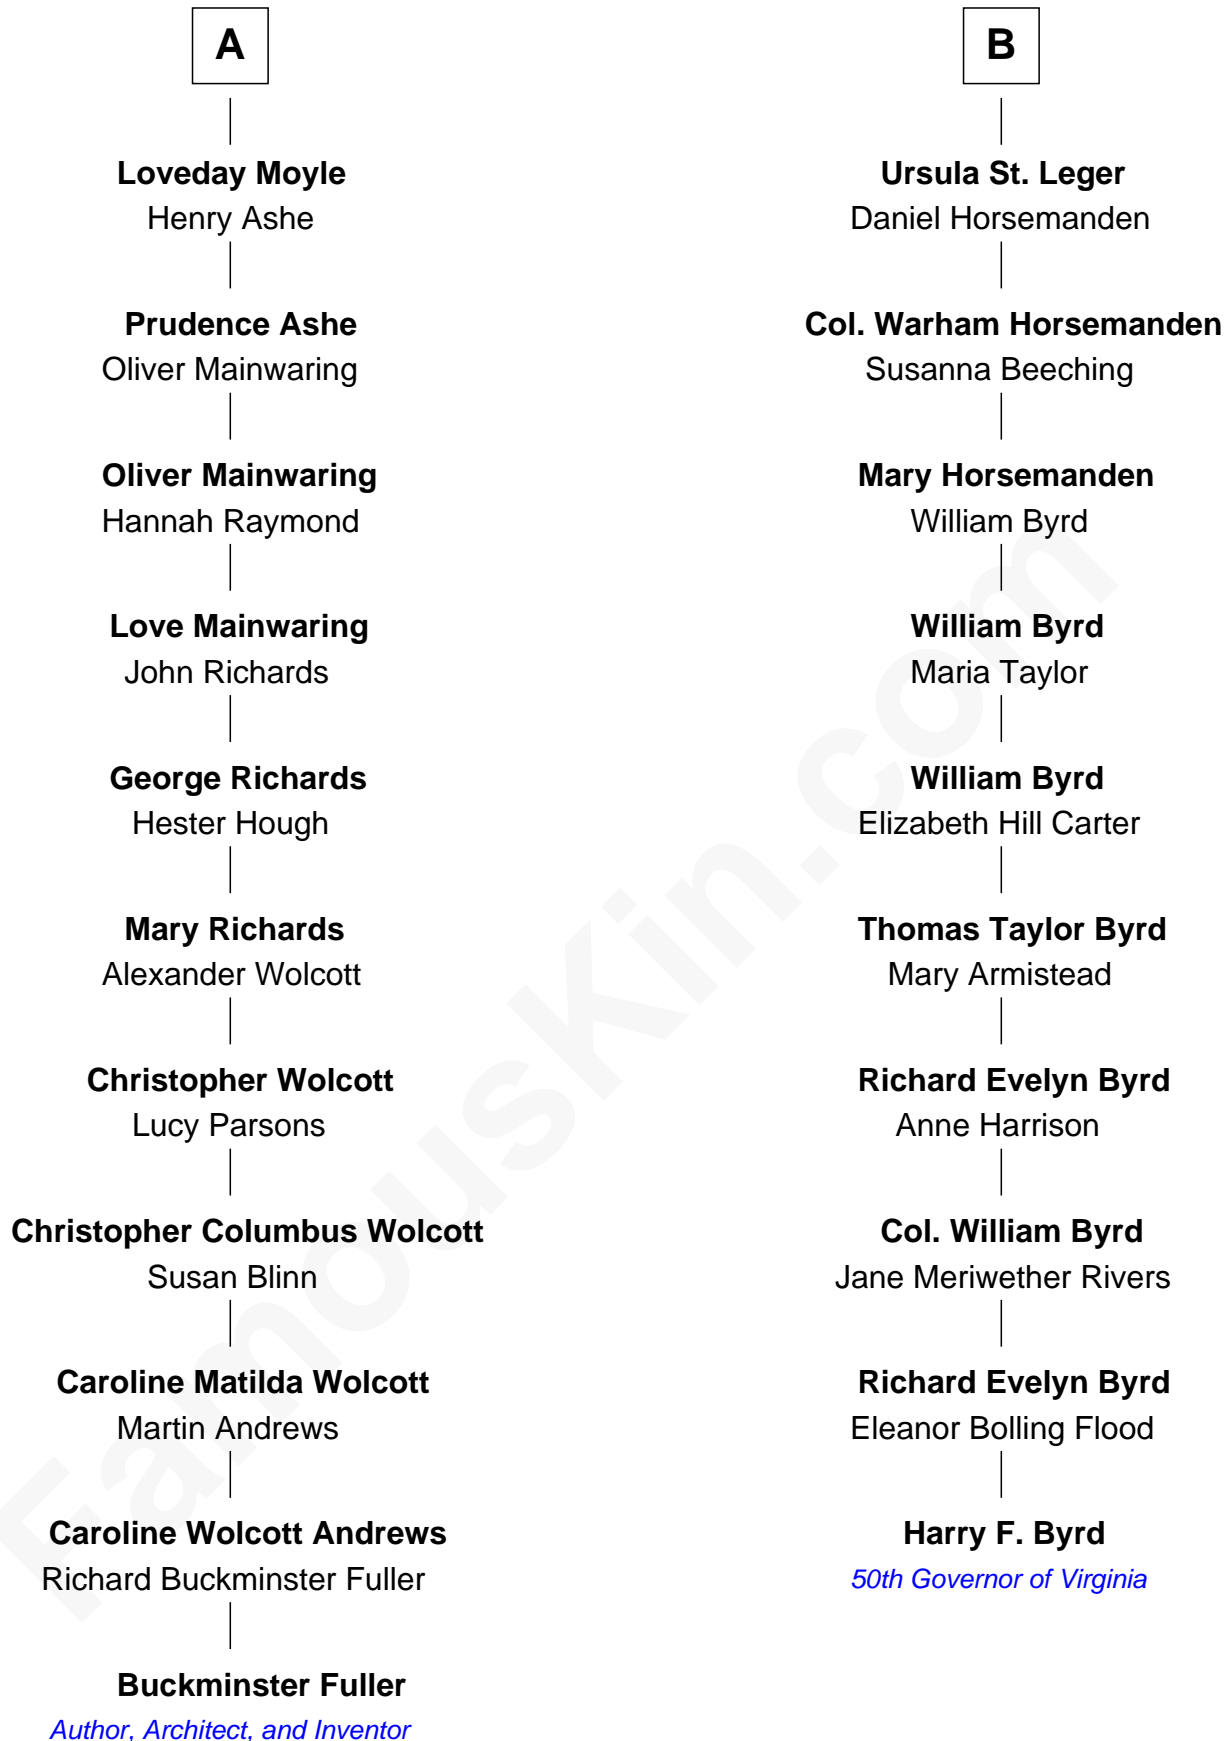 A
Loveday Moyle
Henry Ashe
Prudence Ashe
Oliver Mainwaring
Oliver Mainwaring
Hannah Raymond
Love Mainwaring
John Richards
George Richards
Hester Hough
Mary Richards
Alexander Wolcott
Christopher Wolcott
Lucy Parsons
Christopher Columbus Wolcott
Susan Blinn
Caroline Matilda Wolcott
Martin Andrews
Caroline Wolcott Andrews
Richard Buckminster Fuller
Buckminster Fuller
Author, Architect, and Inventor
B
Ursula St. Leger
Daniel Horsemanden
Col. Warham Horsemanden
Susanna Beeching
Mary Horsemanden
William Byrd
William Byrd
Maria Taylor
William Byrd
Elizabeth Hill Carter
Thomas Taylor Byrd
Mary Armistead
Richard Evelyn Byrd
Anne Harrison
Col. William Byrd
Jane Meriwether Rivers
Richard Evelyn Byrd
Eleanor Bolling Flood
Harry F. Byrd
50th Governor of Virginia
FamousKin.com